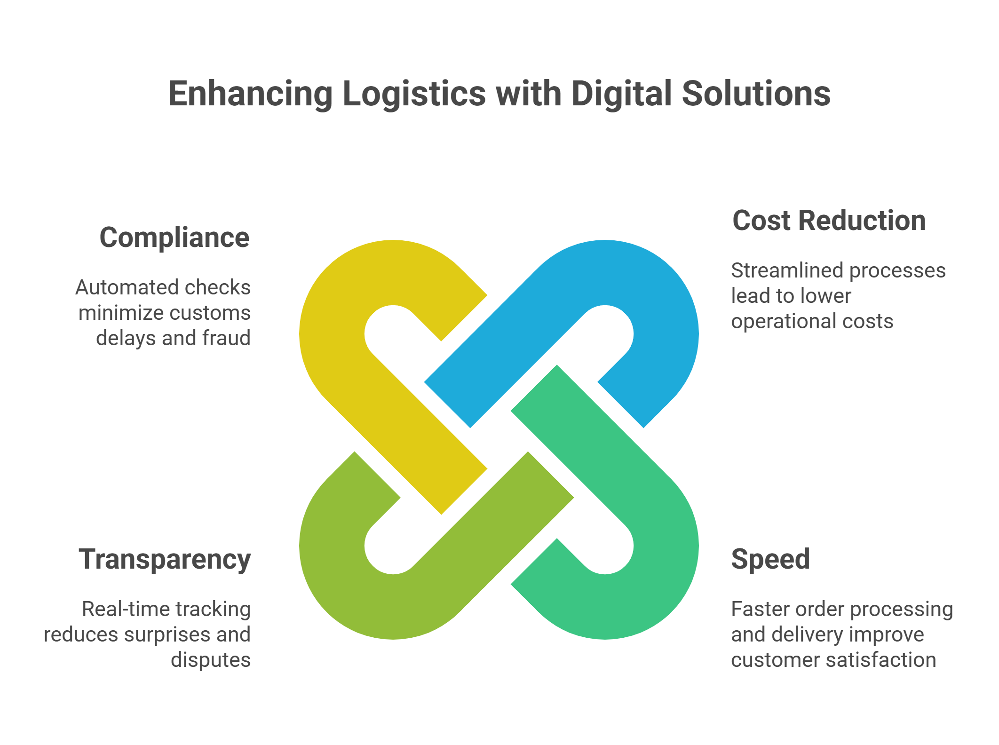 Enhancing Logistics with Digital Solutions
Compliance
Automated checks
minimize customs
delays and fraud
Cost Reduction
Streamlined processes
lead to lower
operational costs
Transparency
Real-time tracking
reduces surprises and
disputes
Speed
Faster order processing
and delivery improve
customer satisfaction